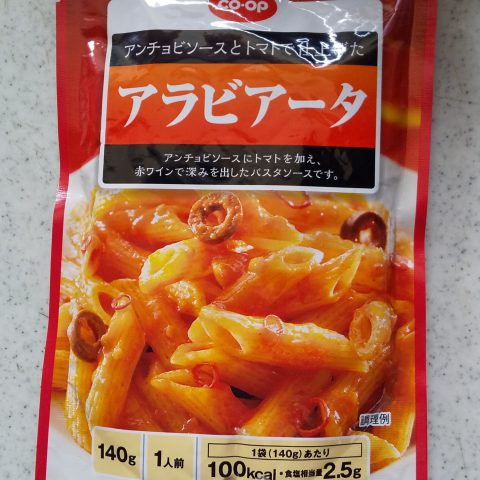 co-op
アンチョビソースとトマトで仕上げた
アラビアータ
アンチョビソースにトマトを加え、
赤ワインで深みを出したパスタソースです。
調理例
140g
1人前
1袋(140g)あたり
100kcal・食塩相当量2.5g